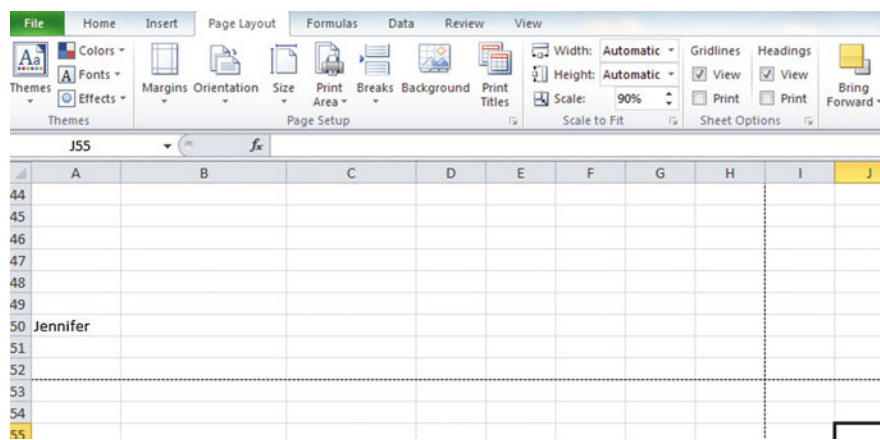 File Home Insert Page Layout Formulas Data Review View
Colors Width: Automatic Gridlines Headings
Aa A Fonts Height: Automatic View View
Themes Effects Margins Orientation Size Print Area Breaks Background Print Titles Scale: 90% Print Print Bring Forward
Themes Page Setup Scale to Fit Sheet Options
J55 fx
A B C D E F G H I J
44
45
46
47
48
49
50 Jennifer
51
52
53
54
55